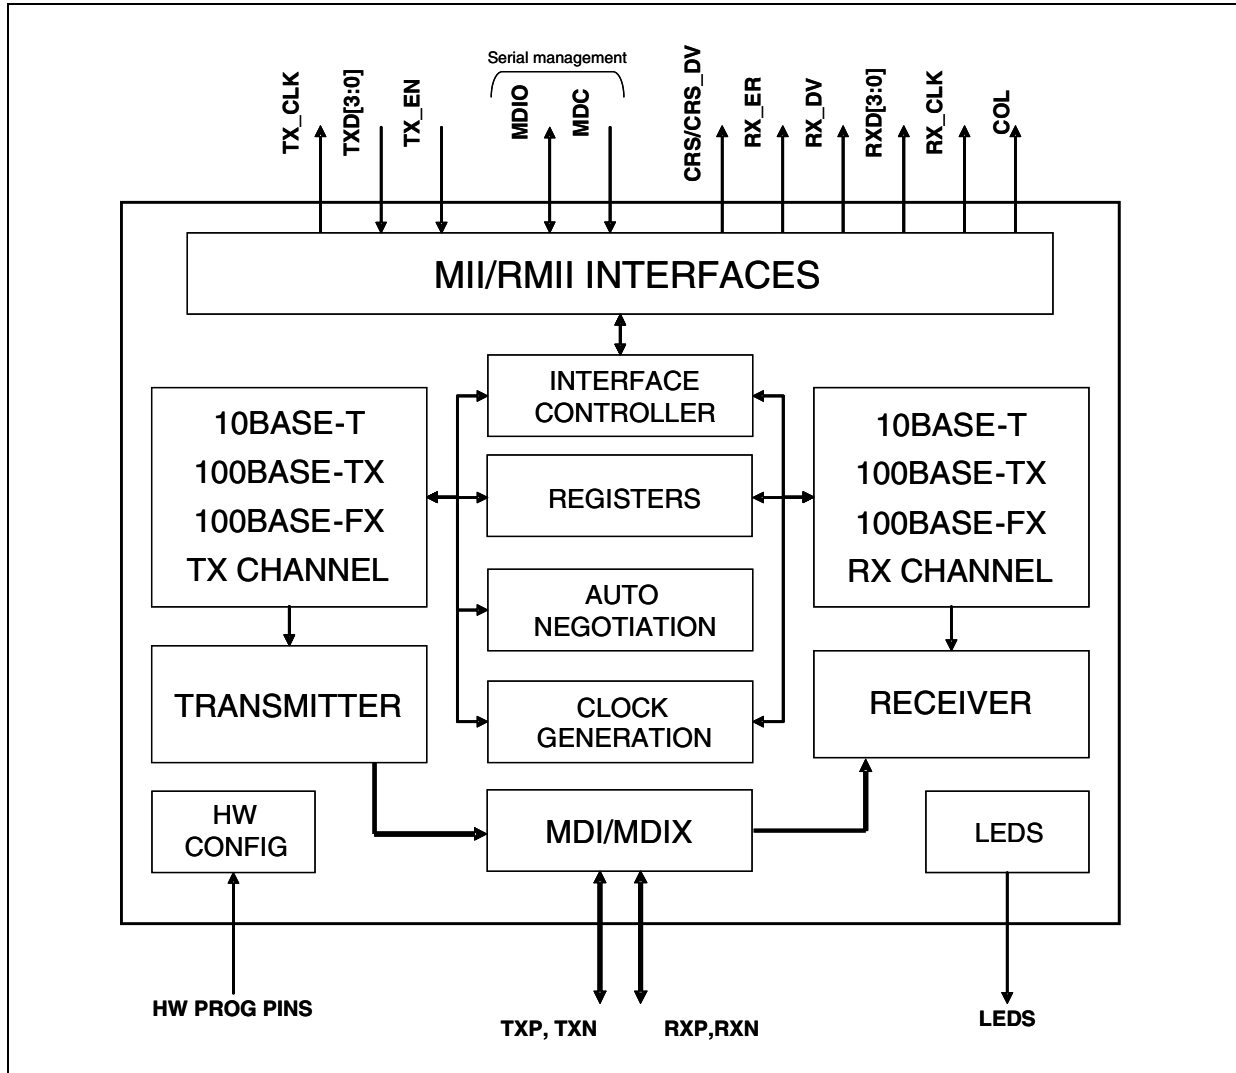 Serial management
TX_CLK
TXD[3:0]
TX_EN
MDIO
MDC
CRS/CRS_DV
RX_ER
RX_DV
RXD[3:0]
RX_CLK
COL
MII/RMII INTERFACES
INTERFACE
CONTROLLER
10BASE-T
100BASE-TX
100BASE-FX
TX CHANNEL
REGISTERS
10BASE-T
100BASE-TX
100BASE-FX
RX CHANNEL
AUTO
NEGOTIATION
TRANSMITTER
CLOCK
GENERATION
RECEIVER
HW
CONFIG
MDI/MDIX
LEDS
HW PROG PINS
TXP, TXN
RXP,RXN
LEDS